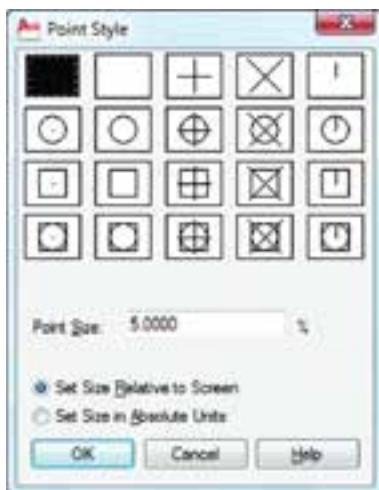 Point Style
Point Size: 5.0000 %
Set Size Relative to Screen
Set Size in Absolute Units
OK Cancel Help